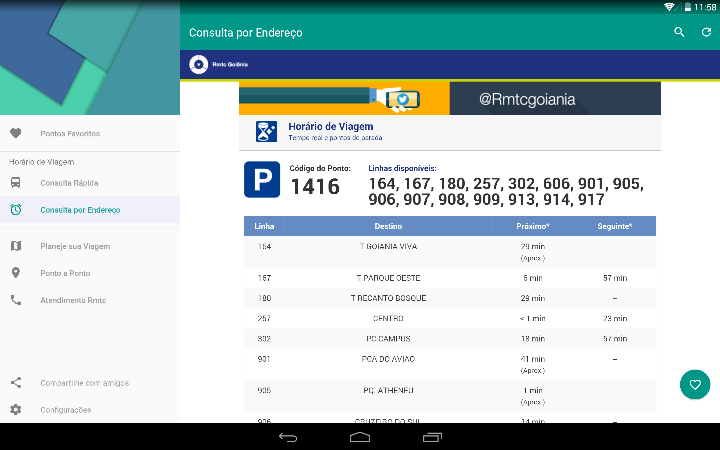 11:58
Consulta por Endereço
Rmtc Goiânia
Pontos Favoritos
Horário de Viagem
Consulta Rápida
Consulta por Endereço
Planeje sua Viagem
Ponto a Ponto
Atendimento Rmtc
Compartilhe com amigos
Configurações
@Rmtcgoiania
Horário de Viagem
Tempo real e pontos de parada
P
Código do Ponto:
1416
Linhas disponíveis:
164, 167, 180, 257, 302, 606, 901, 905,
906, 907, 908, 909, 913, 914, 917
Linha Destino Próximo* Seguinte*
164 T GOIANIA VIVA 29 min
(Aprox.)
167 T PARQUE OESTE 6 min 57 min
180 T RECANTO BOSQUE 29 min --
257 CENTRO < 1 min 23 min
302 PC CAMPUS 18 min 57 min
901 PCA DO AVIAO 41 min --
(Aprox.)
905 PQ. ATHENEU 1 min --
(Aprox.)
906 CRUZEIRO DO SUL 14 min --